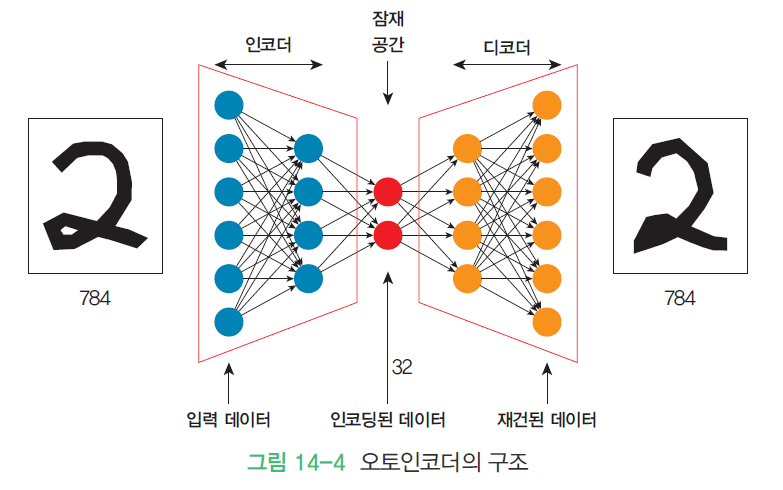 잠재
공간
인코더
디코더
784
784
32
입력 데이터
인코딩된 데이터
재건된 데이터
그림 14-4 오토인코더의 구조